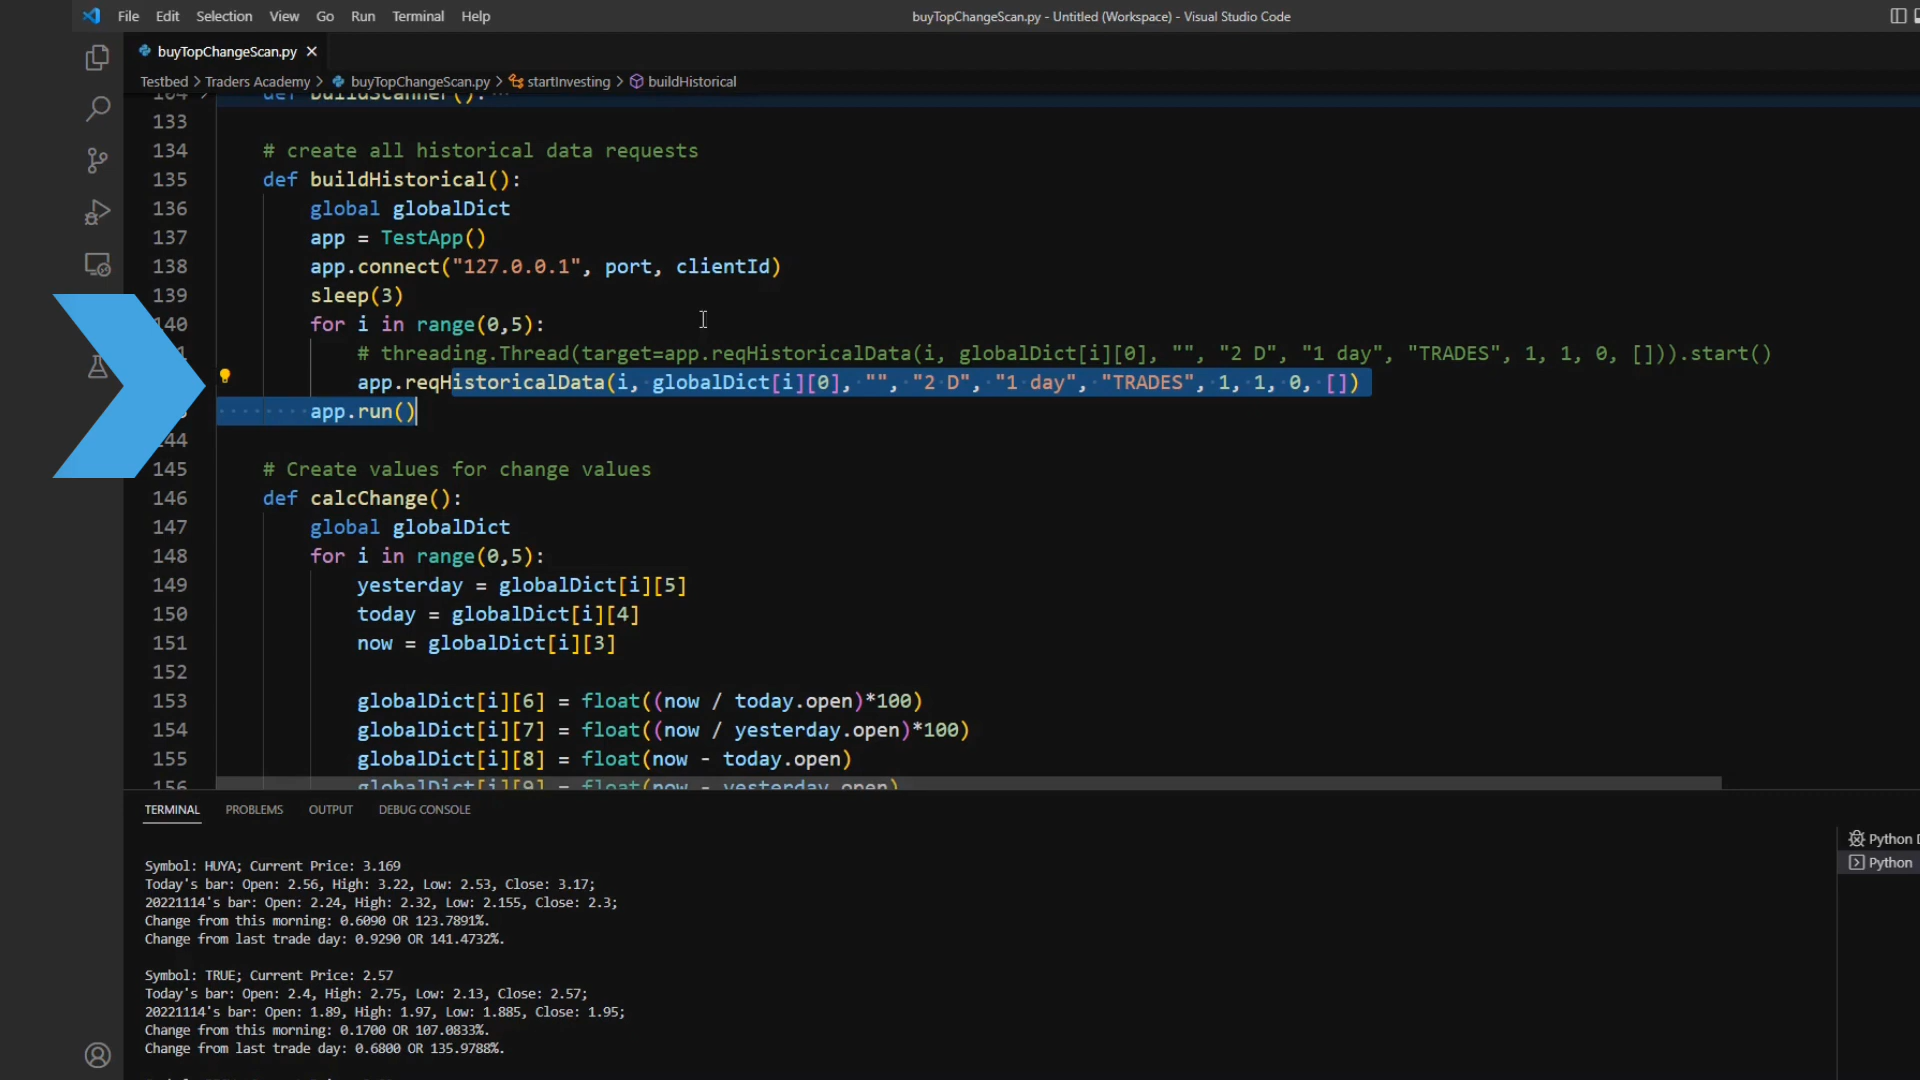 File Edit Selection View Go Run Terminal Help
buyTopChangeScan.py - Untitled (Workspace) - Visual Studio Code
buyTopChangeScan.py
Testbed > Traders Academy > buyTopChangeScan.py > startInvesting > buildHistorical
104 def buildScanner(): ...
133
134 # create all historical data requests
135 def buildHistorical():
136 global globalDict
137 app = TestApp()
138 app.connect("127.0.0.1", port, clientId)
139 sleep(3)
140 for i in range(0,5):
1 # threading.Thread(target=app.reqHistoricalData(i, globalDict[i][0], "", "2 D", "1 day", "TRADES", 1, 1, 0, [])).start()
app.reqHistoricalData(i, globalDict[i][0], "", "2 D", "1 day", "TRADES", 1, 1, 0, [])
app.run()
144
145 # Create values for change values
146 def calcChange():
147 global globalDict
148 for i in range(0,5):
149 yesterday = globalDict[i][5]
150 today = globalDict[i][4]
151 now = globalDict[i][3]
152
153 globalDict[i][6] = float((now / today.open)*100)
154 globalDict[i][7] = float((now / yesterday.open)*100)
155 globalDict[i][8] = float(now - today.open)
156 globalDict[i][9] = float(now - yesterday.open)
TERMINAL PROBLEMS OUTPUT DEBUG CONSOLE
Python D
Python
Symbol: HUYA; Current Price: 3.169
Today's bar: Open: 2.56, High: 3.22, Low: 2.53, Close: 3.17;
20221114's bar: Open: 2.24, High: 2.32, Low: 2.155, Close: 2.3;
Change from this morning: 0.6090 OR 123.7891%.
Change from last trade day: 0.9290 OR 141.4732%.
Symbol: TRUE; Current Price: 2.57
Today's bar: Open: 2.4, High: 2.75, Low: 2.13, Close: 2.57;
20221114's bar: Open: 1.89, High: 1.97, Low: 1.885, Close: 1.95;
Change from this morning: 0.1700 OR 107.0833%.
Change from last trade day: 0.6800 OR 135.9788%.